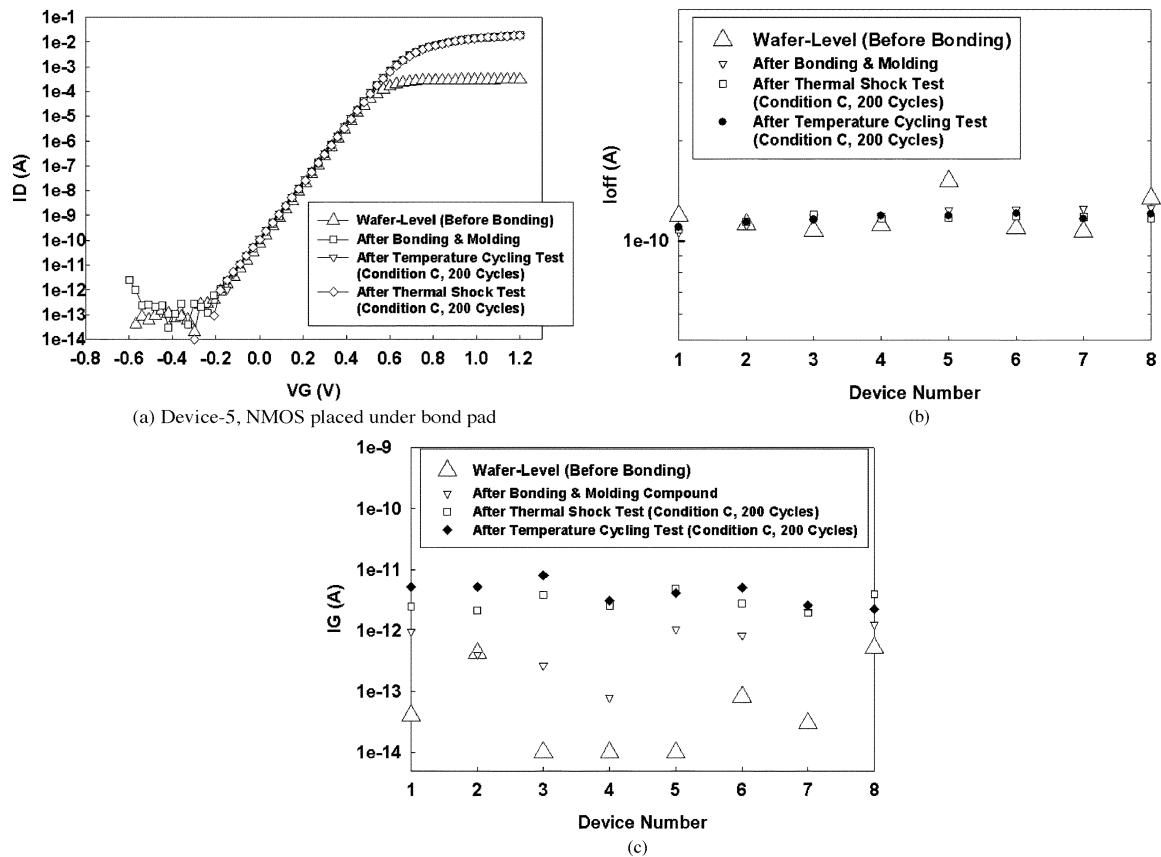 1e-1
1e-2
1e-3
1e-4
1e-5
1e-6
1e-7
1e-8
1e-9
1e-10
1e-11
1e-12
1e-13
1e-14
ID (A)
Wafer-Level (Before Bonding)
After Bonding & Molding
After Temperature Cycling Test
(Condition C, 200 Cycles)
After Thermal Shock Test
(Condition C, 200 Cycles)
-0.8 -0.6 -0.4 -0.2 0.0 0.2 0.4 0.6 0.8 1.0 1.2
VG (V)
(a) Device-5, NMOS placed under bond pad
Ioff (A)
Wafer-Level (Before Bonding)
After Bonding & Molding
After Thermal Shock Test
(Condition C, 200 Cycles)
After Temperature Cycling Test
(Condition C, 200 Cycles)
1e-10
1 2 3 4 5 6 7 8
Device Number
(b)
1e-9
1e-10
1e-11
1e-12
1e-13
1e-14
IG (A)
Wafer-Level (Before Bonding)
After Bonding & Molding Compound
After Thermal Shock Test (Condition C, 200 Cycles)
After Temperature Cycling Test (Condition C, 200 Cycles)
1 2 3 4 5 6 7 8
Device Number
(c)